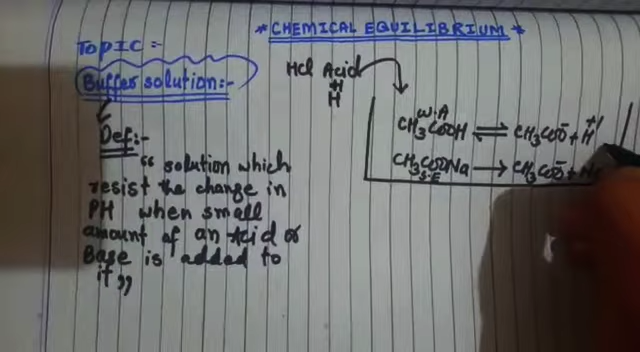 * CHEMICAL EQUILIBRIUM *
Topic :-
Buffer solution:-
Def:-
" solution which
resist the change in
PH when small
amount of an Acid or
Base is added to
it "
HCl Acid
H
H
W.A
CH3COOH ⇌ CH3COO⁻ + H⁺
CH3COONa → CH3COO⁻ +
S.E